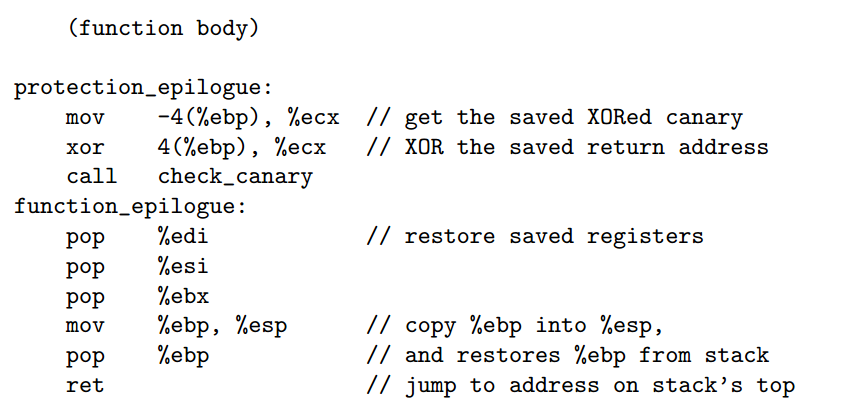 (function body)
protection_epilogue:
mov -4(%ebp), %ecx // get the saved XORed canary
xor 4(%ebp), %ecx // XOR the saved return address
call check_canary
function_epilogue:
pop %edi // restore saved registers
pop %esi
pop %ebx
mov %ebp, %esp // copy %ebp into %esp,
pop %ebp // and restores %ebp from stack
ret // jump to address on stack's top